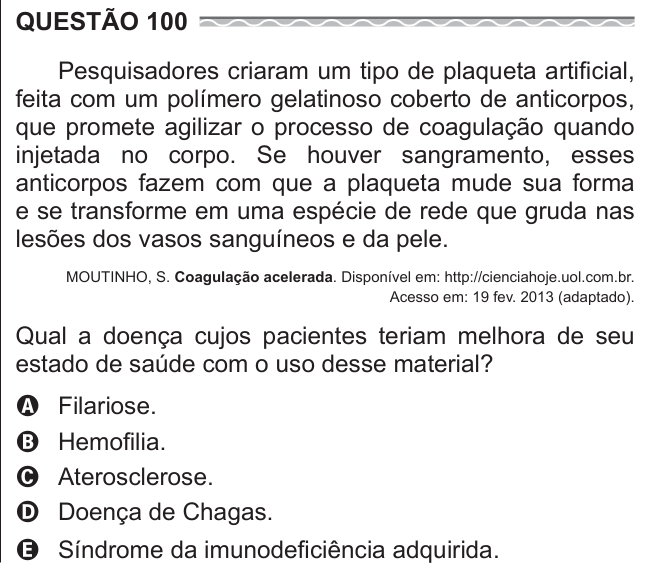 QUESTÃO 100
Pesquisadores criaram um tipo de plaqueta artificial,
feita com um polímero gelatinoso coberto de anticorpos,
que promete agilizar o processo de coagulação quando
injetada no corpo. Se houver sangramento, esses
anticorpos fazem com que a plaqueta mude sua forma
e se transforme em uma espécie de rede que gruda nas
lesões dos vasos sanguíneos e da pele.
MOUTINHO, S. Coagulação acelerada. Disponível em: http://cienciahoje.uol.com.br.
Acesso em: 19 fev. 2013 (adaptado).
Qual a doença cujos pacientes teriam melhora de seu
estado de saúde com o uso desse material?
A Filariose.
B Hemofilia.
C Aterosclerose.
D Doença de Chagas.
E Síndrome da imunodeficiência adquirida.